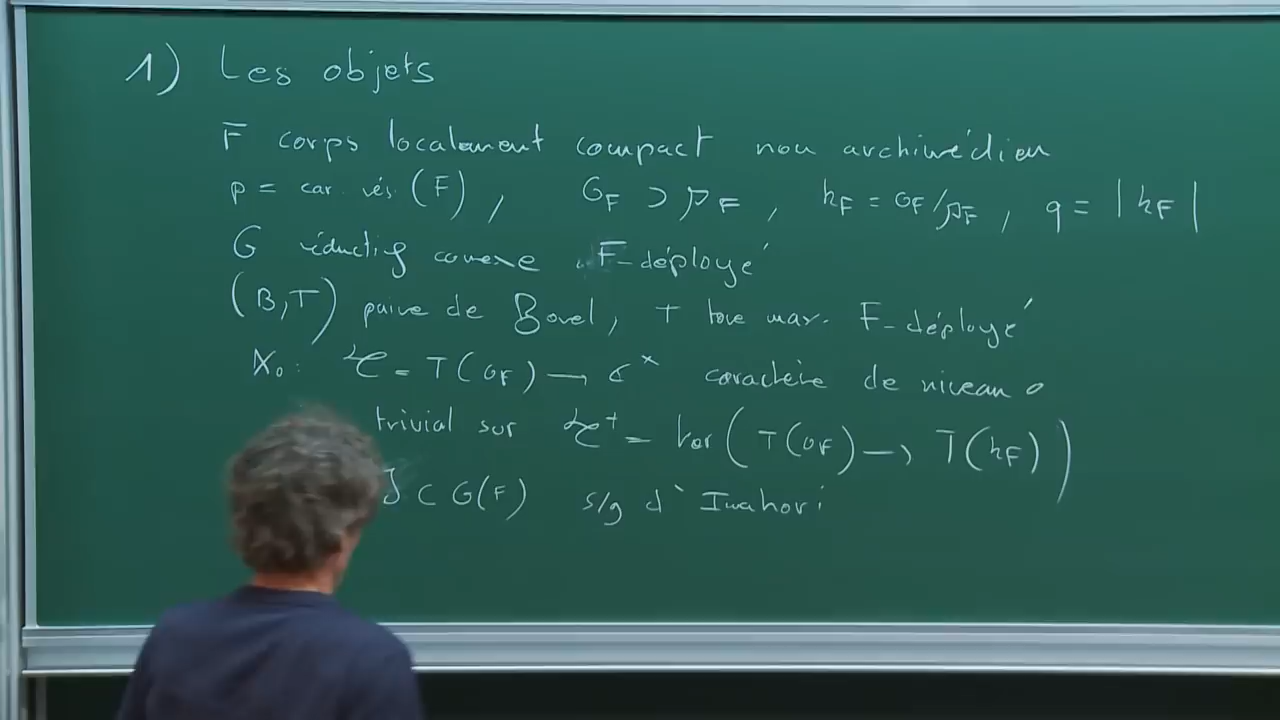 1) Les objets
F corps localement compact non archimédien
p = car. rés. (F), O_F ⊃ 𝔭_F, k_F = O_F/𝔭_F, q = |k_F|
G réductif connexe F-déployé
(B,T) paire de Borel, T tore max. F-déployé
χ₀: 𝒯 = T(O_F) → ℂ^× caractère de niveau 0
trivial sur 𝒯⁺ = ker(T(O_F) → T(k_F))
J ⊂ G(F) s/g d'Iwahori